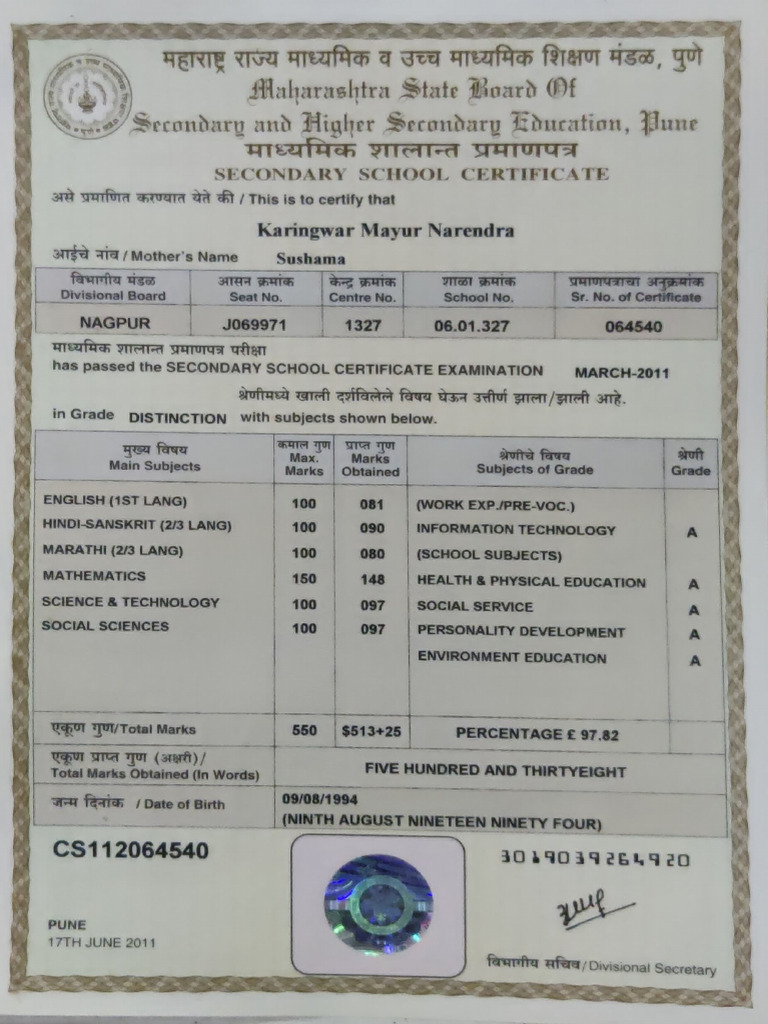 महाराष्ट्र राज्य माध्यमिक व उच्च माध्यमिक शिक्षण मंडळ, पुणे
Maharashtra State Board Of
Secondary and Higher Secondary Education, Pune
माध्यमिक शालान्त प्रमाणपत्र
SECONDARY SCHOOL CERTIFICATE
असे प्रमाणित करण्यात येते की / This is to certify that
Karingwar Mayur Narendra
आईचे नांव / Mother's Name Sushama
विभागीय मंडळ आसन क्रमांक केन्द्र क्रमांक शाळा क्रमांक प्रमाणपत्राचा अनुक्रमांक
Divisional Board Seat No. Centre No. School No. Sr. No. of Certificate
NAGPUR J069971 1327 06.01.327 064540
माध्यमिक शालान्त प्रमाणपत्र परीक्षा
has passed the SECONDARY SCHOOL CERTIFICATE EXAMINATION MARCH-2011
श्रेणीमध्ये खाली दर्शविलेले विषय घेऊन उत्तीर्ण झाला/झाली आहे.
in Grade DISTINCTION with subjects shown below.
मुख्य विषय कमाल गुण प्राप्त गुण श्रेणीचे विषय श्रेणी
Main Subjects Max. Marks Marks Obtained Subjects of Grade Grade
ENGLISH (1ST LANG) 100 081 (WORK EXP./PRE-VOC.)
HINDI-SANSKRIT (2/3 LANG) 100 090 INFORMATION TECHNOLOGY A
MARATHI (2/3 LANG) 100 080 (SCHOOL SUBJECTS)
MATHEMATICS 150 148 HEALTH & PHYSICAL EDUCATION A
SCIENCE & TECHNOLOGY 100 097 SOCIAL SERVICE A
SOCIAL SCIENCES 100 097 PERSONALITY DEVELOPMENT A
ENVIRONMENT EDUCATION A
एकूण गुण/Total Marks 550 $513+25 PERCENTAGE £ 97.82
एकूण प्राप्त गुण (अक्षरी)/
Total Marks Obtained (In Words) FIVE HUNDRED AND THIRTYEIGHT
जन्म दिनांक / Date of Birth 09/08/1994
(NINTH AUGUST NINETEEN NINETY FOUR)
CS112064540 3019039264920
PUNE
17TH JUNE 2011
विभागीय सचिव/Divisional Secretary